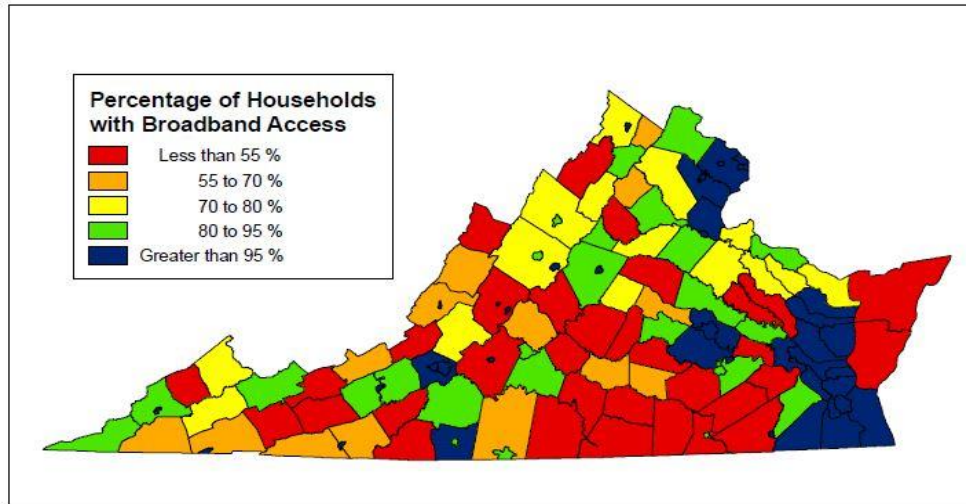 Percentage of Households
with Broadband Access
Less than 55 %
55 to 70 %
70 to 80 %
80 to 95 %
Greater than 95 %